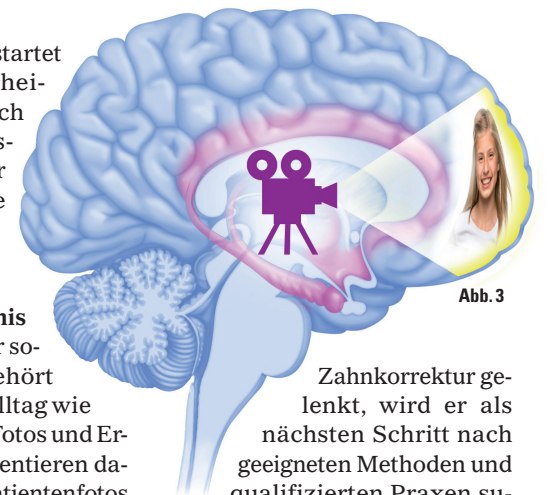 startet
hei-
ch
s-
r
e
nis
r so-
ehört
lltag wie
Fotos und Er-
entieren da-
tientenfotos
Abb. 3
Zahnkorrektur ge-
lenkt, wird er als
nächsten Schritt nach
geeigneten Methoden und
qualifizierten Praxen su-